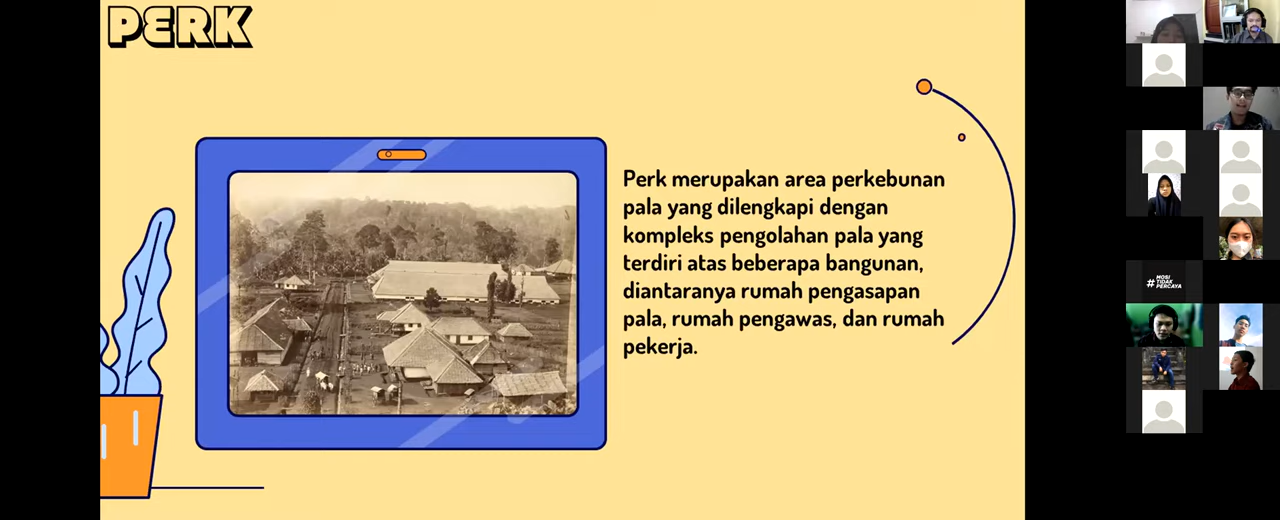 PERK
Perk merupakan area perkebunan
pala yang dilengkapi dengan
kompleks pengolahan pala yang
terdiri atas beberapa bangunan,
diantaranya rumah pengasapan
pala, rumah pengawas, dan rumah
pekerja.
#MOSI
TIDAK
PERCAYA